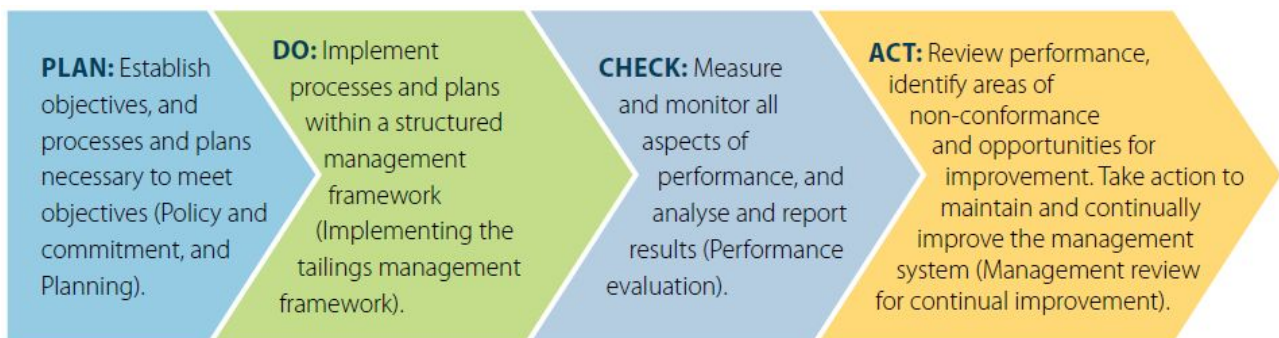 PLAN: Establish
objectives, and
processes and plans
necessary to meet
objectives (Policy and
commitment, and
Planning).
DO: Implement
processes and plans
within a structured
management
framework
(Implementing the
tailings management
framework).
CHECK: Measure
and monitor all
aspects of
performance, and
analyse and report
results (Performance
evaluation).
ACT: Review performance,
identify areas of
non-conformance
and opportunities for
improvement. Take action to
maintain and continually
improve the management
system (Management review
for continual improvement).